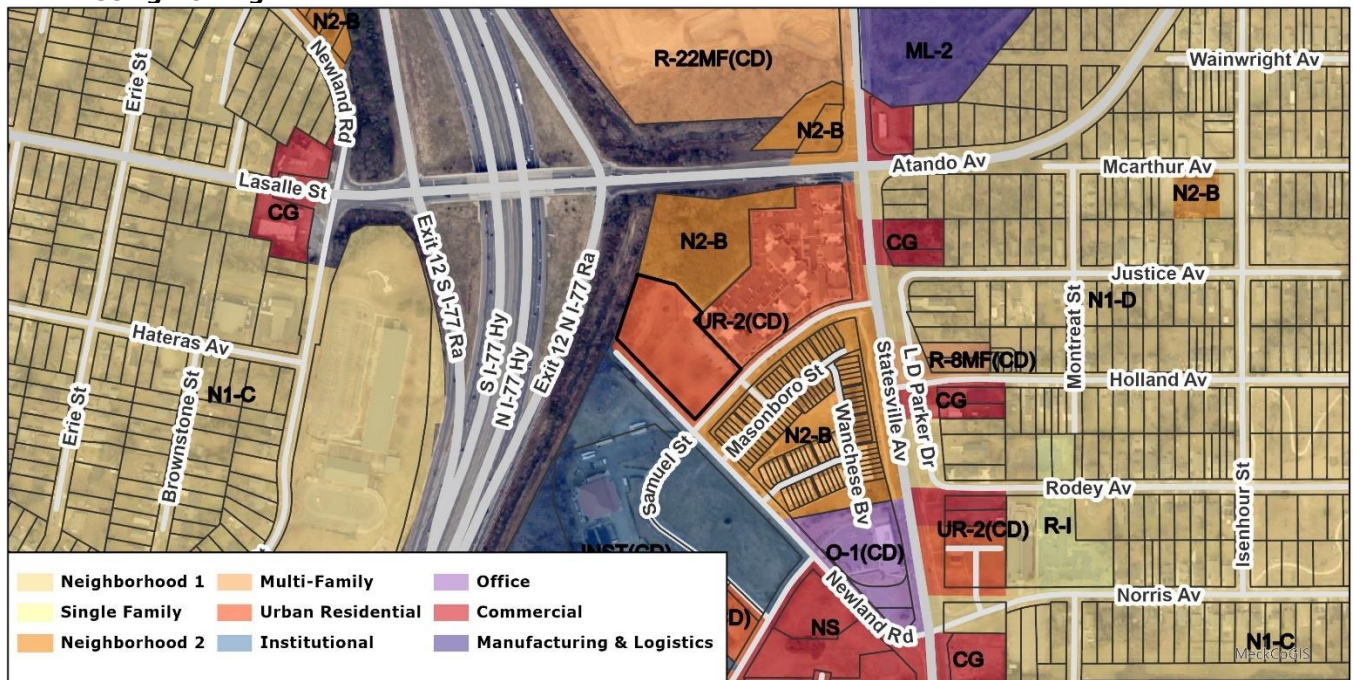 N2-B
Newland Rd
Erie St
R-22MF(CD)
ML-2
Wainwright Av
N2-B
Atando Av
Mcarthur Av
N2-B
Lasalle St
CG
Exit 12 S I-77 Ra
S I-77 Hy
N I-77 Hy
Exit 12 N I-77 Ra
N2-B
CG
Justice Av
Montreat St
N1-D
UR-2(CD)
Hateras Av
Brownstone St
Erie St
N1-C
Masonboro St
Statesville Av
L D Parker Dr
R-8MF(CD)
Holland Av
CG
N2-B
Wanchese Bv
Samuel St
Rodey Av
Isenhour St
UR-2(CD)
R-I
O-1(CD)
INST(CD)
Norris Av
Newland Rd
NS
CG
N1-C
MeckCoGIS
Neighborhood 1
Single Family
Neighborhood 2
Multi-Family
Urban Residential
Institutional
Office
Commercial
Manufacturing & Logistics